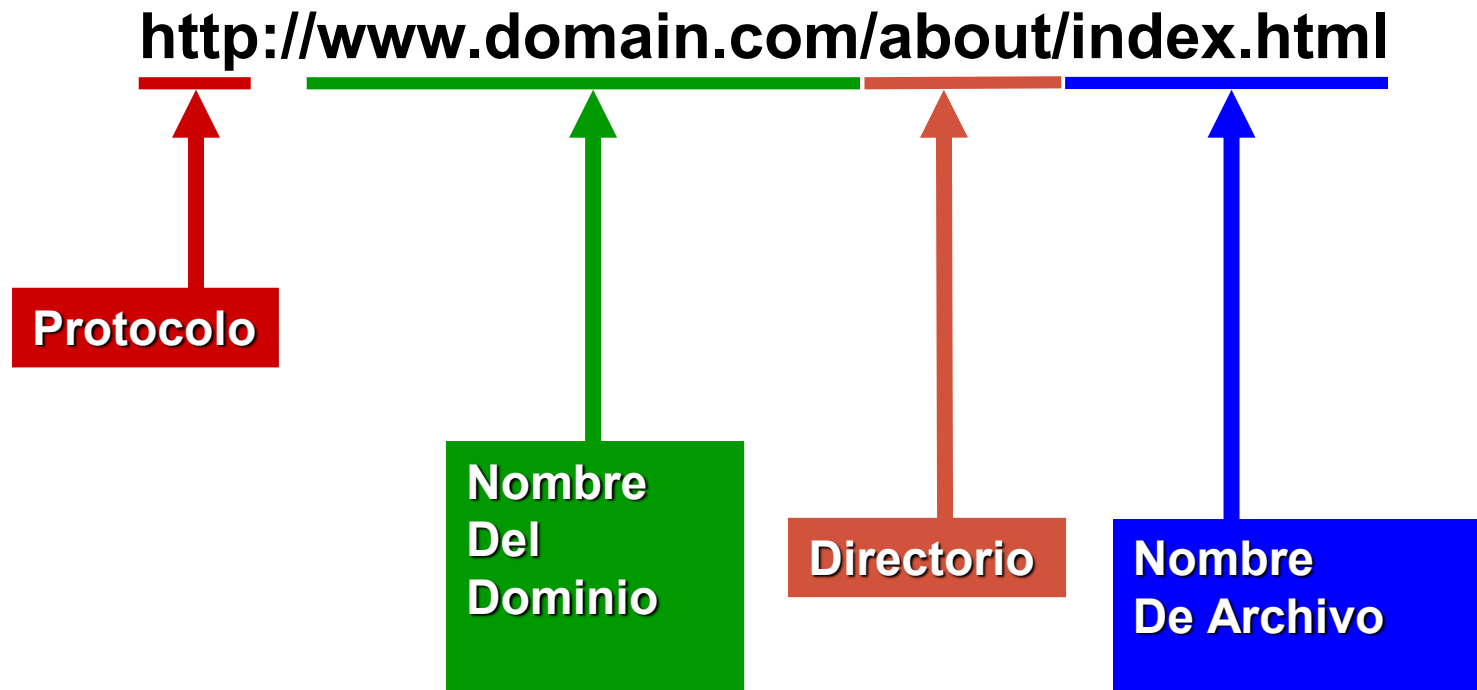 http://www.domain.com/about/index.html
Protocolo
Nombre
Del
Dominio
Directorio
Nombre
De Archivo